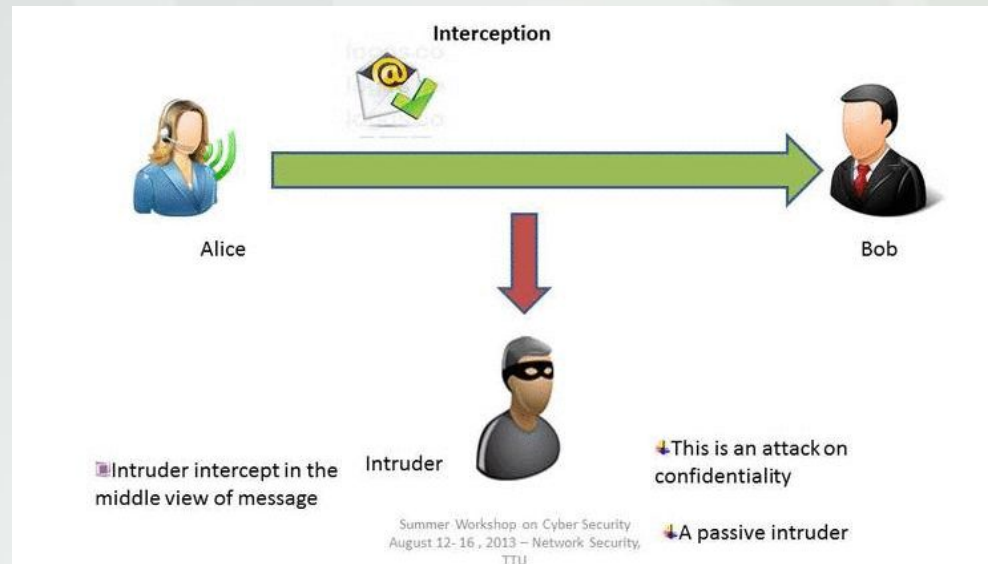 Interception
Alice
Bob
Intruder intercept in the
middle view of message
Intruder
This is an attack on
confidentiality
A passive intruder
Summer Workshop on Cyber Security
August 12- 16 , 2013 – Network Security,
TTU